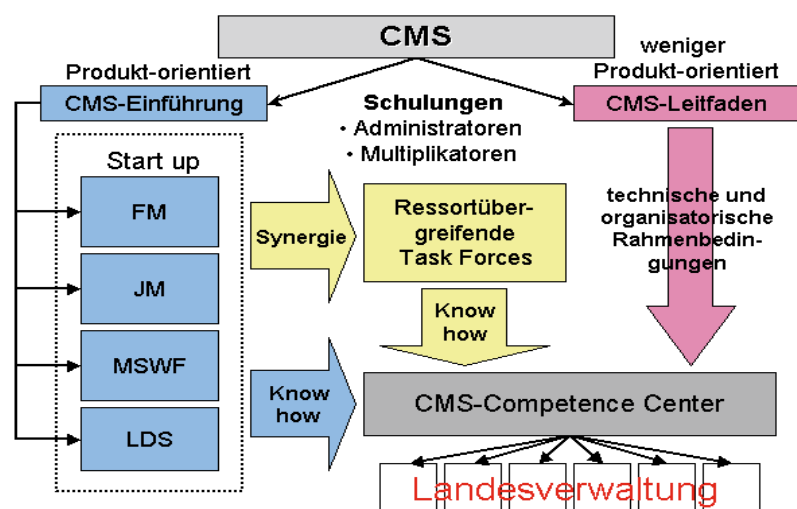 CMS
Produkt-orientiert
CMS-Einführung
weniger
Produkt-orientiert
CMS-Leitfaden
Schulungen
• Administratoren
• Multiplikatoren
Start up
FM
JM
MSWF
LDS
Synergie
Ressortüber-
greifende
Task Forces
technische und
organisatorische
Rahmenbedin-
gungen
Know
how
Know
how
CMS-Competence Center
Landesverwaltung